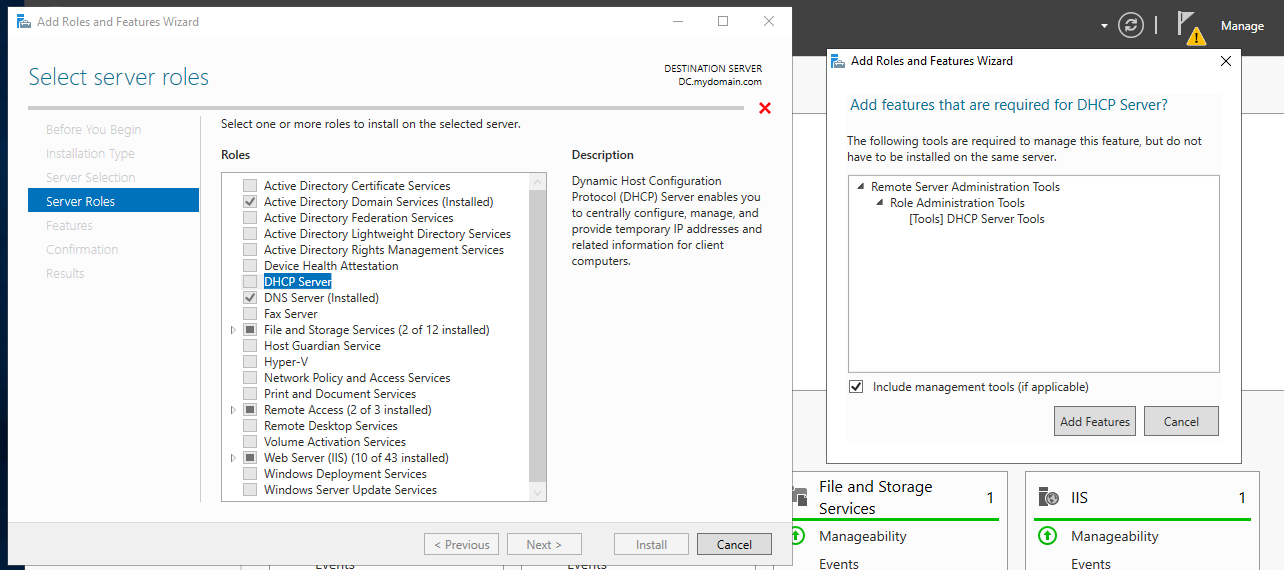 Add Roles and Features Wizard
Select server roles
DESTINATION SERVER
DC.mydomain.com
Before You Begin
Installation Type
Server Selection
Server Roles
Features
Confirmation
Results
Select one or more roles to install on the selected server.
Roles
Active Directory Certificate Services
Active Directory Domain Services (Installed)
Active Directory Federation Services
Active Directory Lightweight Directory Services
Active Directory Rights Management Services
Device Health Attestation
DHCP Server
DNS Server (Installed)
Fax Server
File and Storage Services (2 of 12 installed)
Host Guardian Service
Hyper-V
Network Policy and Access Services
Print and Document Services
Remote Access (2 of 3 installed)
Remote Desktop Services
Volume Activation Services
Web Server (IIS) (10 of 43 installed)
Windows Deployment Services
Windows Server Update Services
Description
Dynamic Host Configuration
Protocol (DHCP) Server enables you
to centrally configure, manage, and
provide temporary IP addresses and
related information for client
computers.
< Previous
Next >
Install
Cancel
Manage
Add Roles and Features Wizard
Add features that are required for DHCP Server?
The following tools are required to manage this feature, but do not
have to be installed on the same server.
Remote Server Administration Tools
Role Administration Tools
[Tools] DHCP Server Tools
Include management tools (if applicable)
Add Features
Cancel
File and Storage
Services
1
Manageability
Events
IIS
1
Manageability
Events
Events
Events